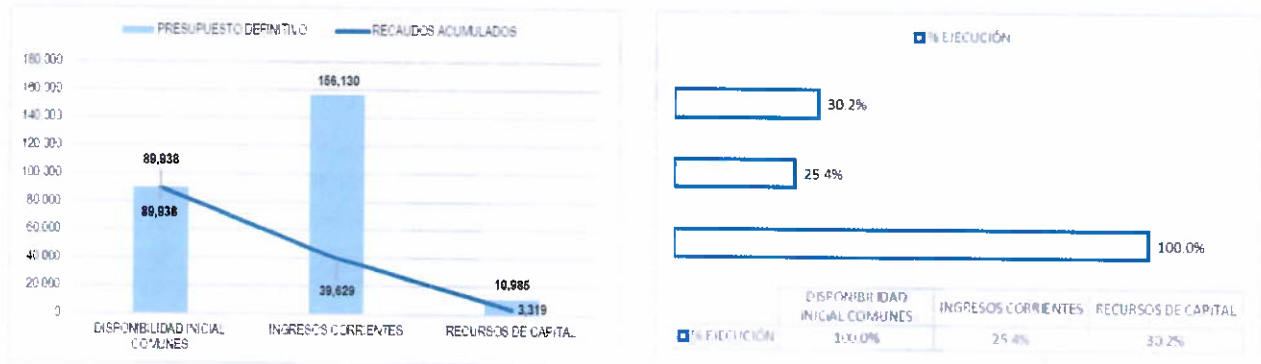 PRESUPUESTO DEFINITIVO RECAUDOS ACUMULADOS
180 000
160 000
140 000
120 000
100 000
80 000
60 000
40 000
20 000
0
156,130
89,938
89,938
39,629
10,985
3,319
DISPONIBILIDAD INICIAL COMUNES
INGRESOS CORRIENTES
RECURSOS DE CAPITAL
% EJECUCIÓN
30.2%
25.4%
100.0%
DISPONIBILIDAD INICIAL COMUNES
INGRESOS CORRIENTES
RECURSOS DE CAPITAL
% EJECUCIÓN
100.0%
25.4%
30.2%